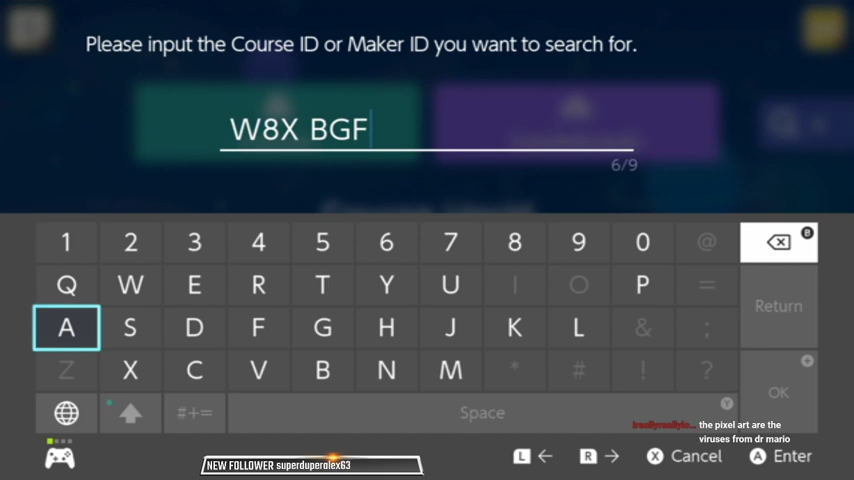 Please input the Course ID or Maker ID you want to search for.
W8X BGF
6/9
1 2 3 4 5 6 7 8 9 0 @ B
Q W E R T Y U I O P = Return
A S D F G H J K L & ;
Z X C V B N M * # ! ? OK
#+= Space Y
the pixel art are the
viruses from dr mario
NEW FOLLOWER superduperalex63
L ← R → X Cancel A Enter